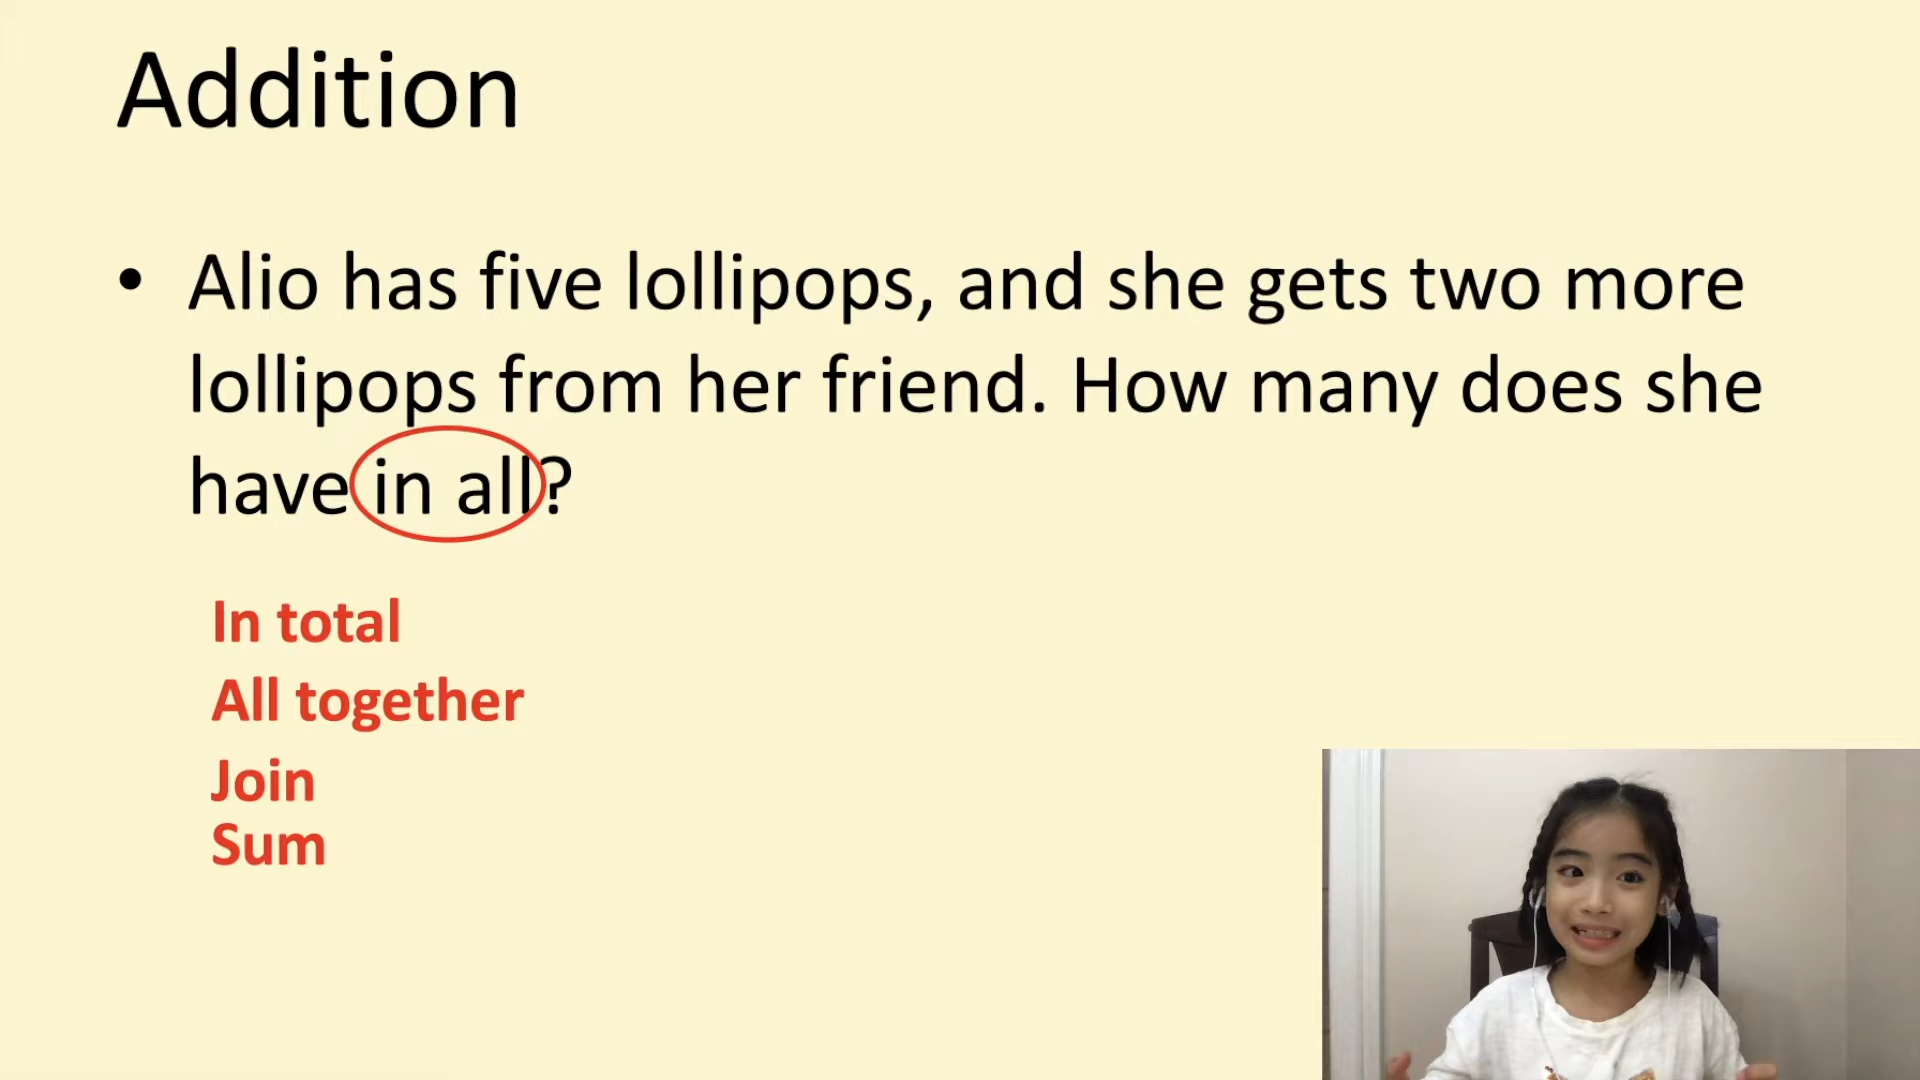 Addition
• Alio has five lollipops, and she gets two more
lollipops from her friend. How many does she
have in all?
In total
All together
Join
Sum